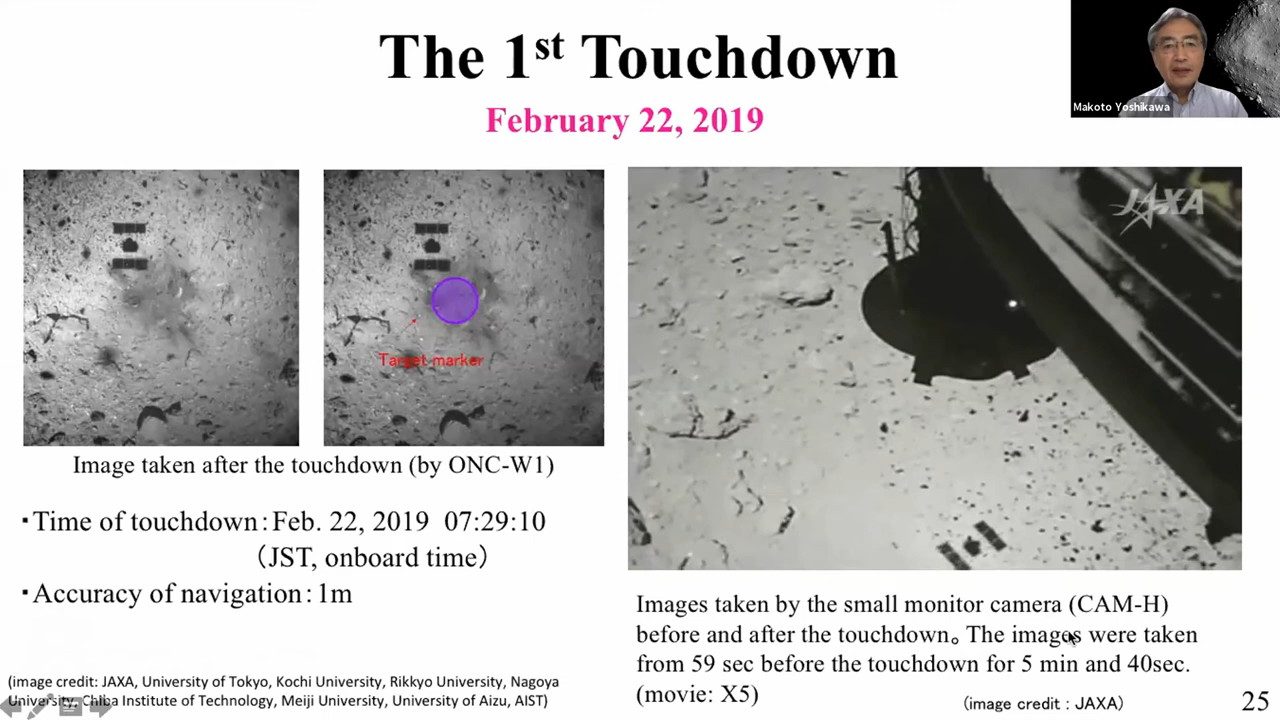 The 1st Touchdown
February 22, 2019
Makoto Yoshikawa
Target marker
Image taken after the touchdown (by ONC-W1)
・Time of touchdown：Feb. 22, 2019 07:29:10
（JST, onboard time）
・Accuracy of navigation：1m
(image credit: JAXA, University of Tokyo, Kochi University, Rikkyo University, Nagoya
University, Chiba Institute of Technology, Meiji University, University of Aizu, AIST)
JAXA
Images taken by the small monitor camera (CAM-H)
before and after the touchdown。The images were taken
from 59 sec before the touchdown for 5 min and 40sec.
(movie: X5)
（image credit : JAXA）
25